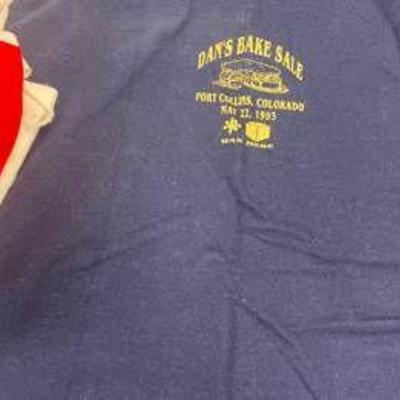 DAN'S BAKE SALE
FORT COLLINS, COLORADO
MAY 22, 1993